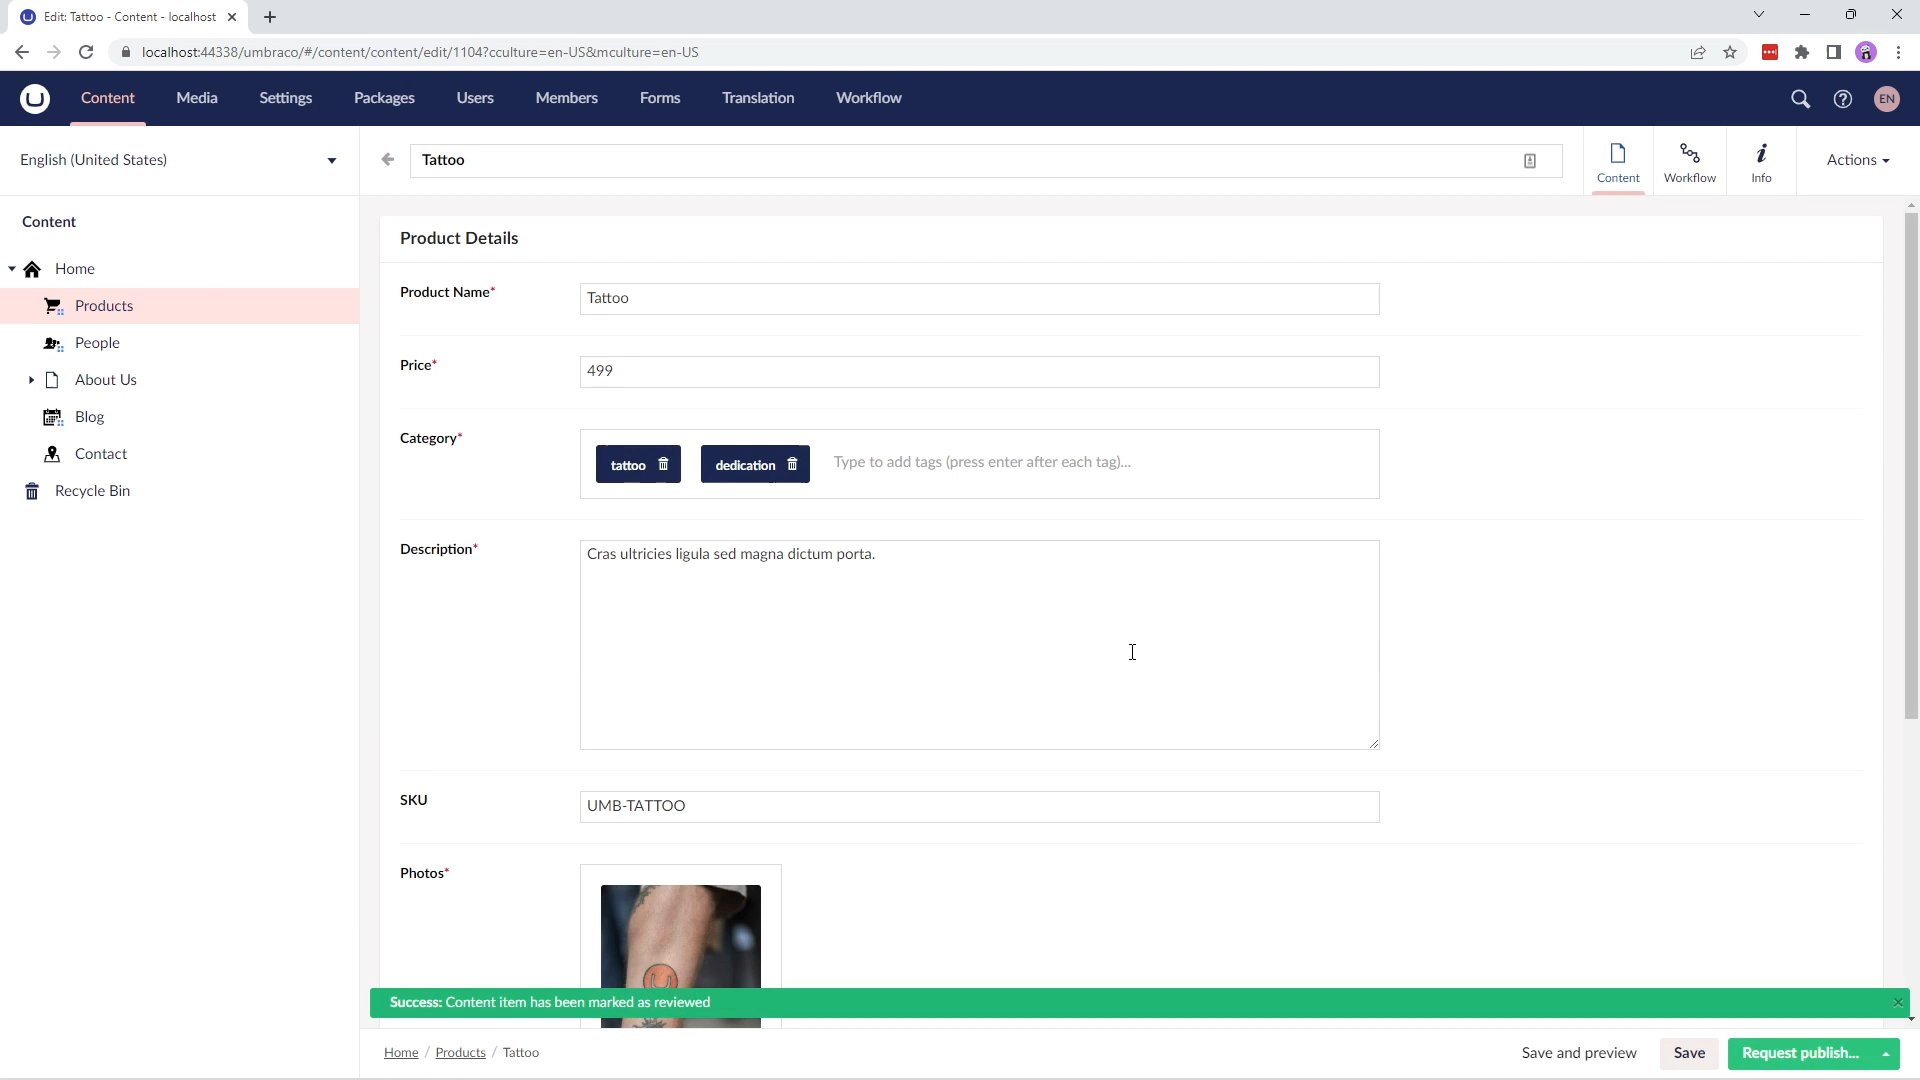 Edit: Tattoo - Content - localhost
localhost:44338/umbraco/#/content/content/edit/1104?cculture=en-US&mculture=en-US
Content Media Settings Packages Users Members Forms Translation Workflow EN
English (United States)
Tattoo
Content Workflow Info Actions
Content
Home
Products
People
About Us
Blog
Contact
Recycle Bin
Product Details
Product Name* Tattoo
Price* 499
Category* tattoo dedication Type to add tags (press enter after each tag)...
Description* Cras ultricies ligula sed magna dictum porta.
SKU UMB-TATTOO
Photos*
Success: Content item has been marked as reviewed
Home / Products / Tattoo
Save and preview Save Request publish...